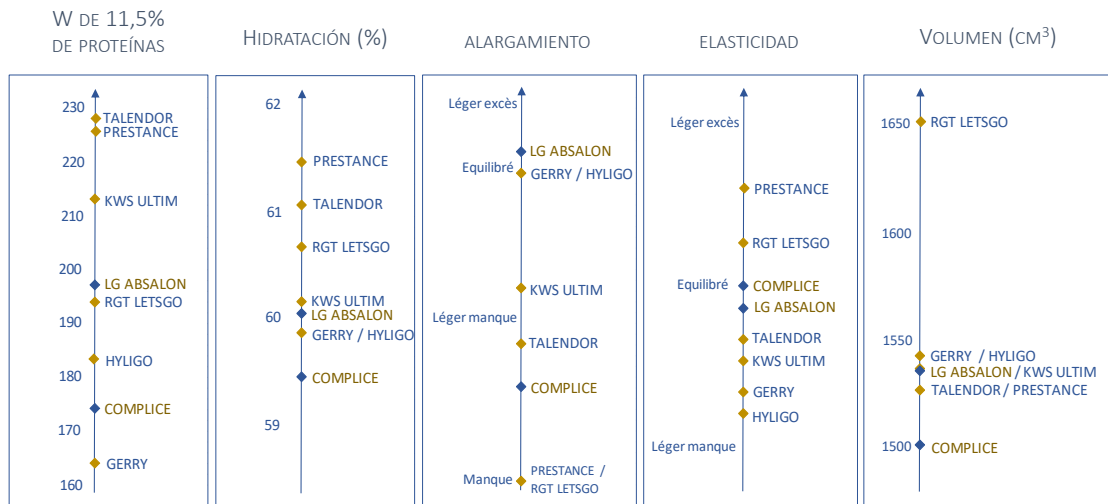 W DE 11,5%
DE PROTEÍNAS
230
TALENDOR
PRESTANCE
220
KWS ULTIM
210
200
LG ABSALON
RGT LETSGO
190
HYLIGO
180
COMPLICE
170
GERRY
160
HIDRATACIÓN (%)
62
PRESTANCE
61
TALENDOR
RGT LETSGO
KWS ULTIM
60
LG ABSALON
GERRY / HYLIGO
COMPLICE
59
ALARGAMIENTO
Léger excès
LG ABSALON
Equilibré
GERRY / HYLIGO
KWS ULTIM
Léger manque
TALENDOR
COMPLICE
Manque
PRESTANCE /
RGT LETSGO
ELASTICIDAD
Léger excès
PRESTANCE
RGT LETSGO
Equilibré
COMPLICE
LG ABSALON
TALENDOR
KWS ULTIM
GERRY
HYLIGO
Léger manque
VOLUMEN (CM³)
1650
RGT LETSGO
1600
1550
GERRY / HYLIGO
LG ABSALON / KWS ULTIM
TALENDOR / PRESTANCE
1500
COMPLICE